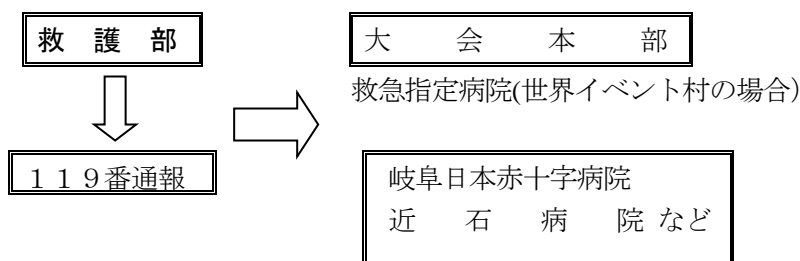 救護部
大会本部
救急指定病院(世界イベント村の場合)
119番通報
岐阜日本赤十字病院
近石病院など